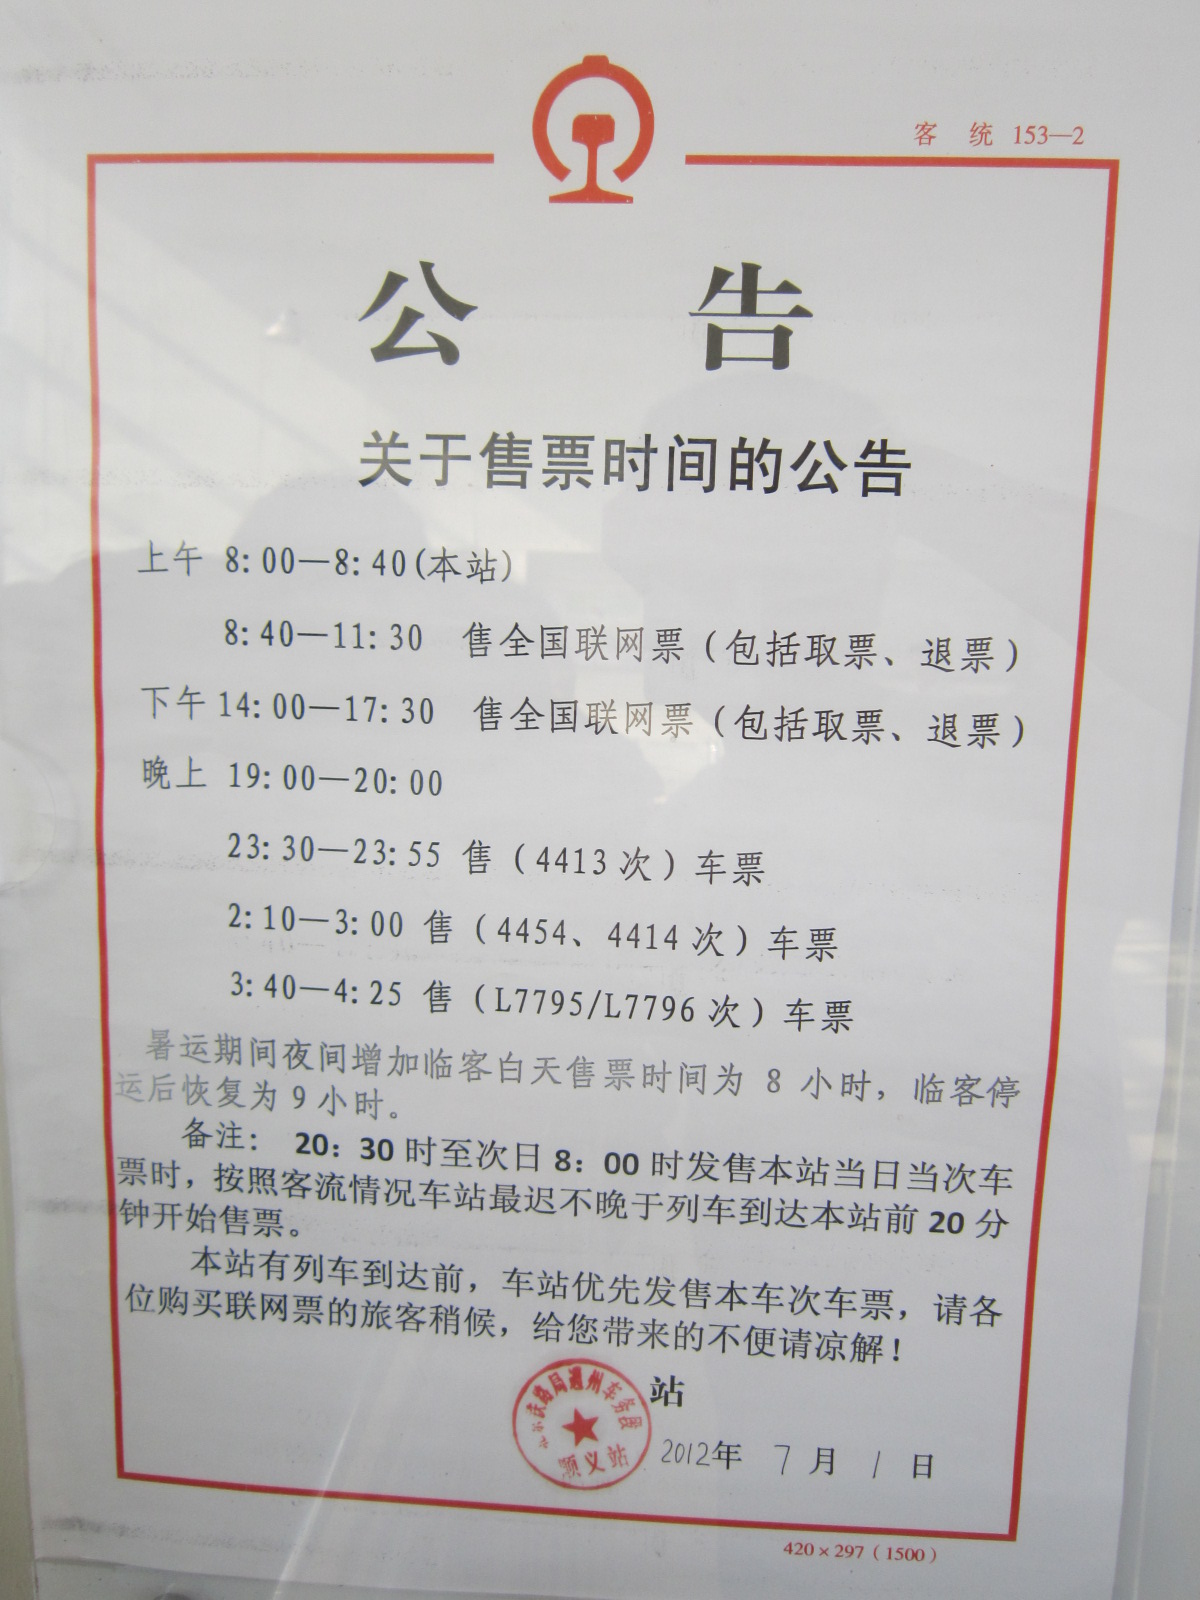 客 统 153—2
公 告
关于售票时间的公告
上午 8:00—8:40(本站)
8:40—11:30 售全国联网票（包括取票、退票）
下午 14:00—17:30 售全国联网票（包括取票、退票）
晚上 19:00—20:00
23:30—23:55 售（4413次）车票
2:10—3:00 售（4454、4414次）车票
3:40—4:25 售（L7795/L7796次）车票
暑运期间夜间增加临客白天售票时间为 8 小时，临客停
运后恢复为 9 小时。
备注： 20：30 时至次日 8：00 时发售本站当日当次车
票时，按照客流情况车站最迟不晚于列车到达本站前 20 分
钟开始售票。
本站有列车到达前，车站优先发售本车次车票，请各
位购买联网票的旅客稍候，给您带来的不便请凉解！
站
铁路局通州车务段
顺义站
2012年 7 月 1 日
420×297（1500）